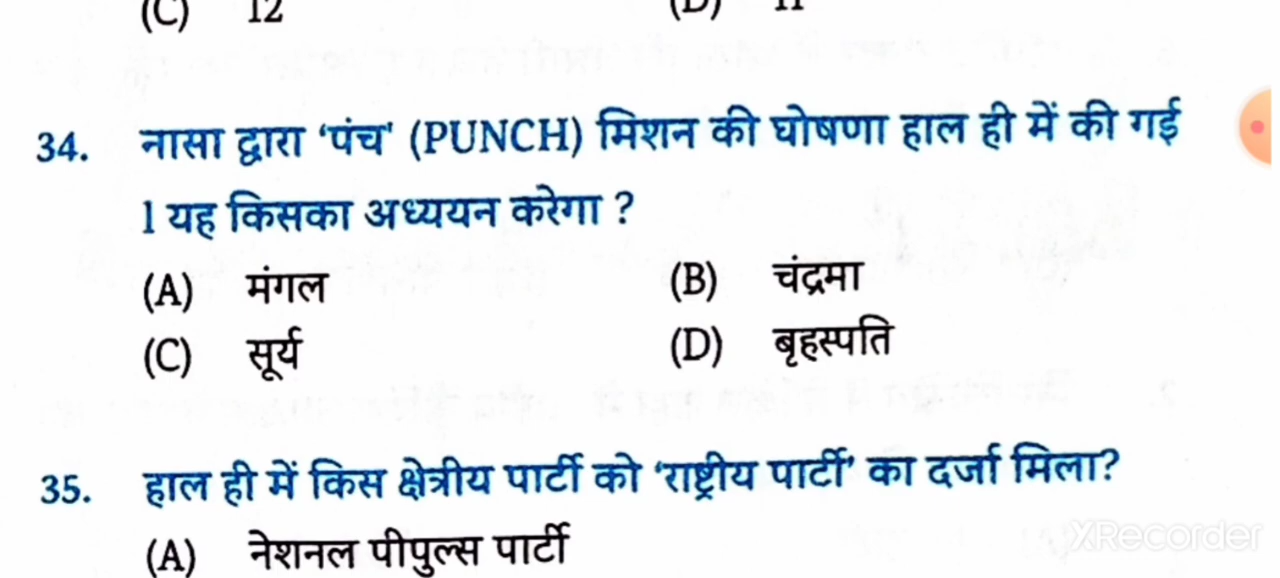 (C) 12 (D) 11
34. नासा द्वारा ‘पंच' (PUNCH) मिशन की घोषणा हाल ही में की गई
l यह किसका अध्ययन करेगा ?
(A) मंगल (B) चंद्रमा
(C) सूर्य (D) बृहस्पति
35. हाल ही में किस क्षेत्रीय पार्टी को ‘राष्ट्रीय पार्टी’ का दर्जा मिला?
(A) नेशनल पीपुल्स पार्टी
XRecorder